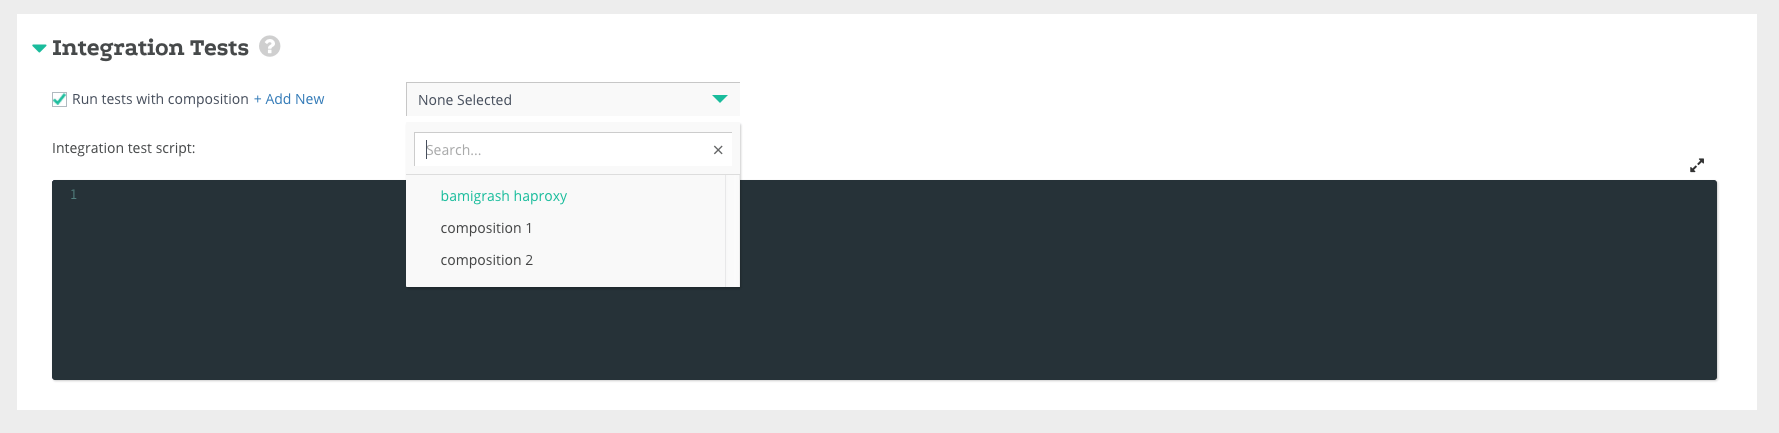 Integration Tests ?
Run tests with composition + Add New
None Selected
Search...
Integration test script:
1
bamigrash haproxy
composition 1
composition 2